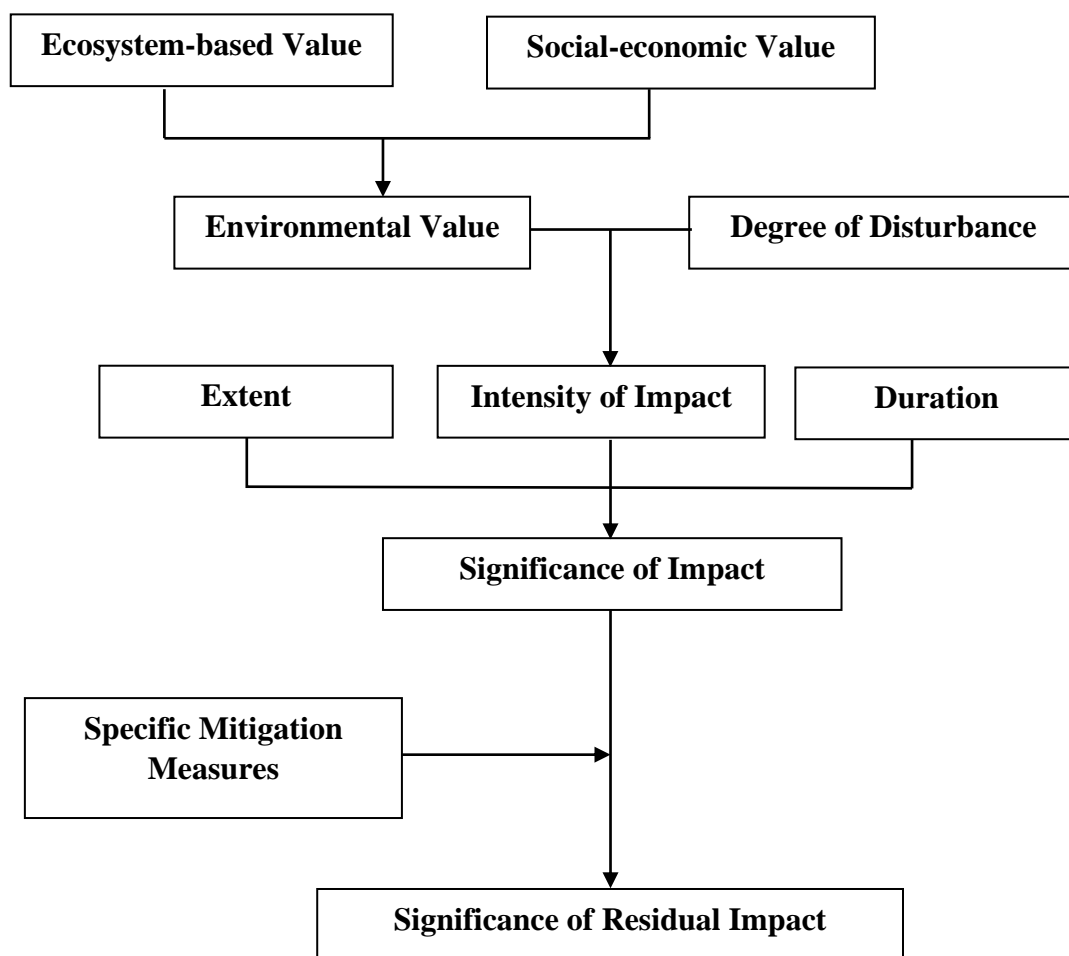 Ecosystem-based Value
Social-economic Value
Environmental Value
Degree of Disturbance
Extent
Intensity of Impact
Duration
Significance of Impact
Specific Mitigation
Measures
Significance of Residual Impact